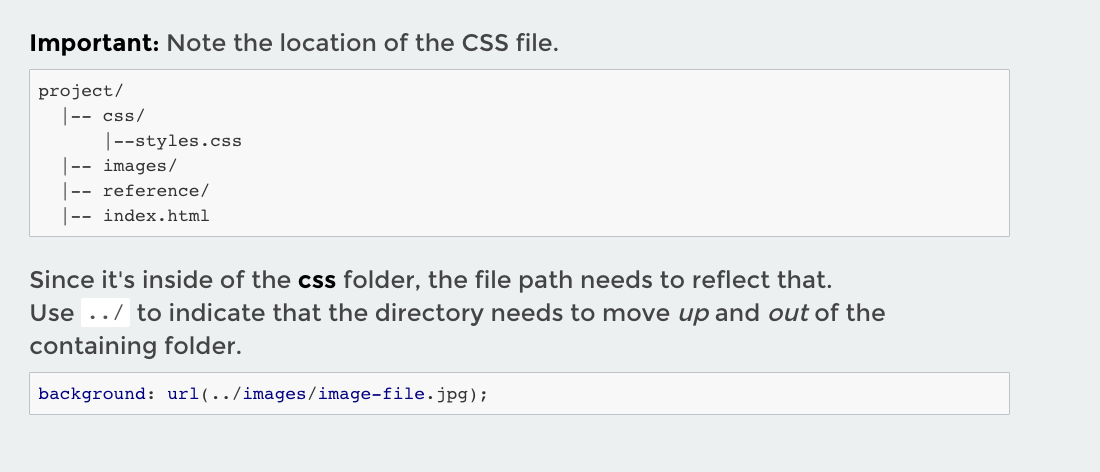 Important: Note the location of the CSS file.
project/
|-- css/
|--styles.css
|-- images/
|-- reference/
|-- index.html
Since it's inside of the css folder, the file path needs to reflect that.
Use ../ to indicate that the directory needs to move up and out of the
containing folder.
background: url(../images/image-file.jpg);